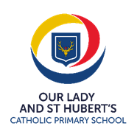 OUR LADY
AND ST HUBERT'S
CATHOLIC PRIMARY SCHOOL